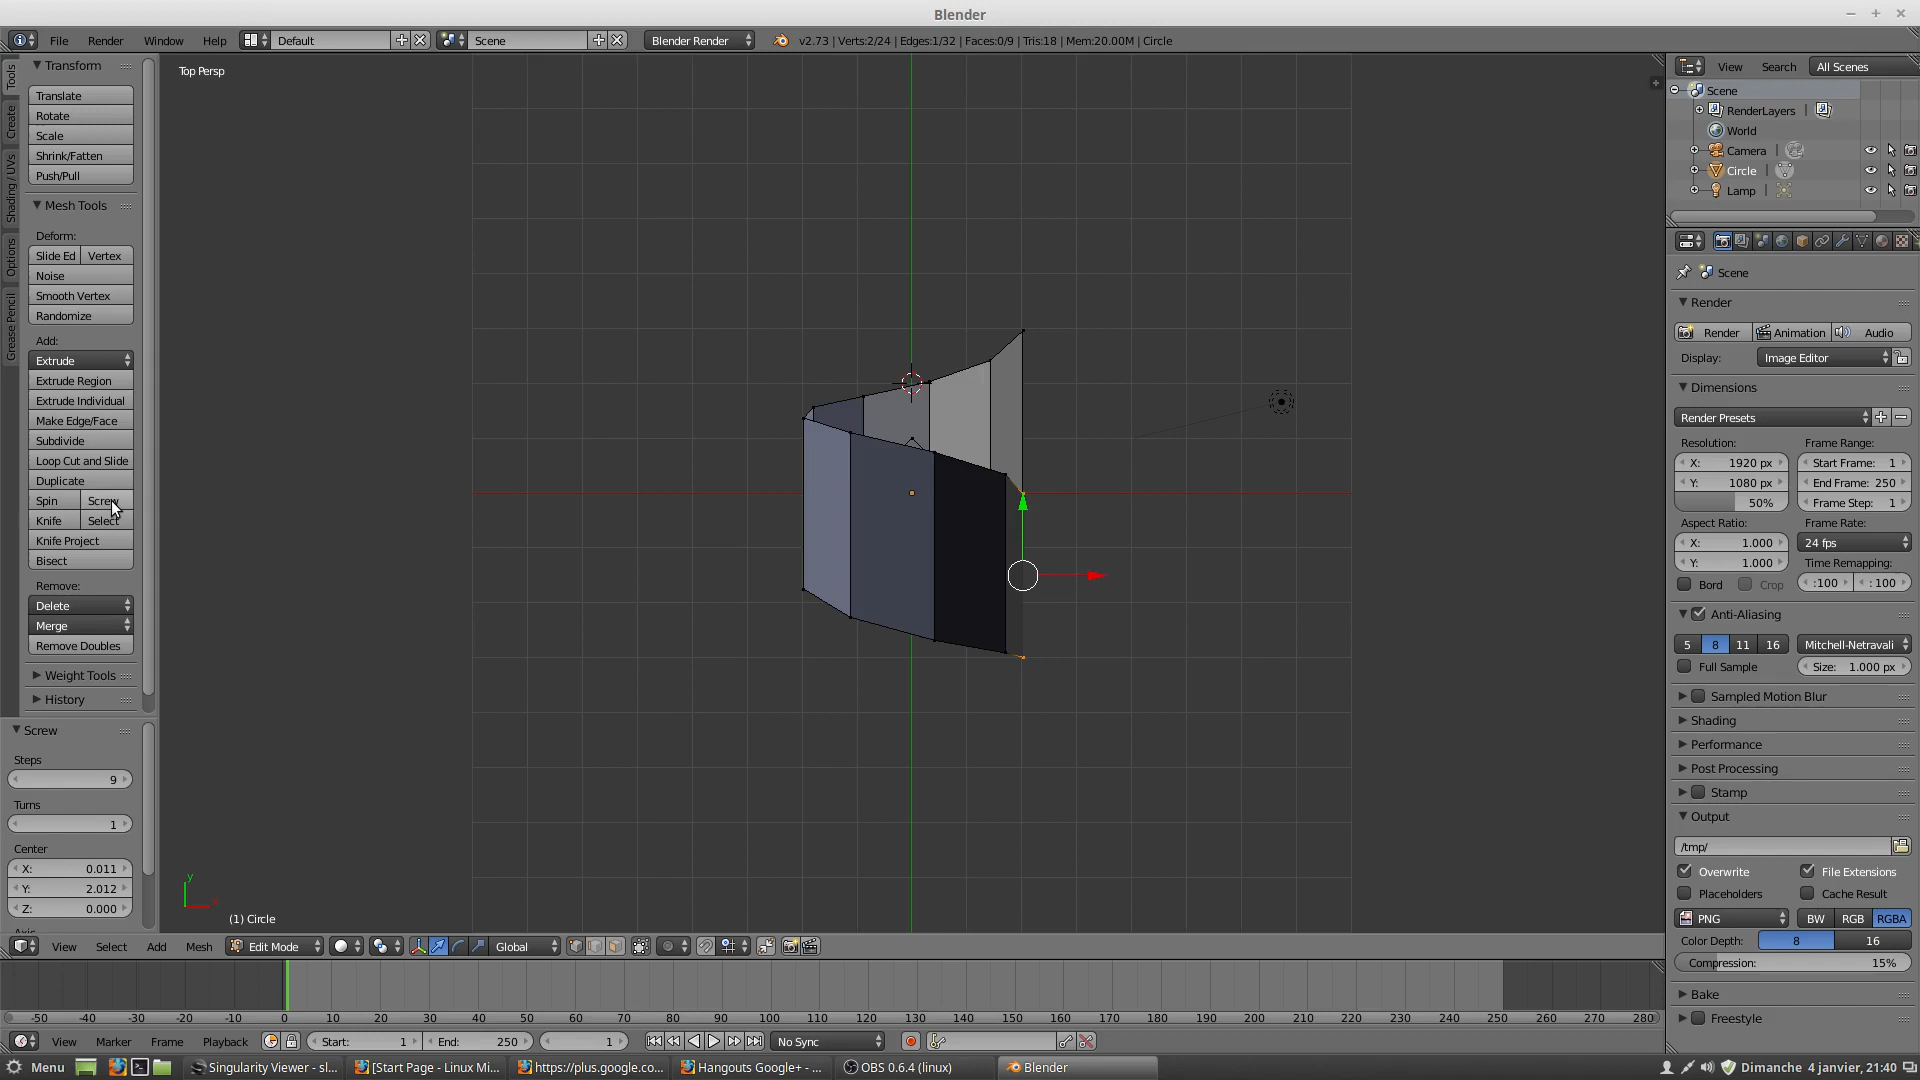 Blender
File Render Window Help Default Scene Blender Render v2.73 | Verts:2/24 | Edges:1/32 | Faces:0/9 | Tris:18 | Mem:20.00M | Circle
Tools
Create
Shading / UVs
Options
Grease Pencil
Transform
Translate
Rotate
Scale
Shrink/Fatten
Push/Pull
Mesh Tools
Deform:
Slide Ed Vertex
Noise
Smooth Vertex
Randomize
Add:
Extrude
Extrude Region
Extrude Individual
Make Edge/Face
Subdivide
Loop Cut and Slide
Duplicate
Spin Screw
Knife Select
Knife Project
Bisect
Remove:
Delete
Merge
Remove Doubles
Weight Tools
History
Screw
Steps
9
Turns
1
Center
X: 0.011
Y: 2.012
Z: 0.000
Top Persp
y
x
(1) Circle
View Select Add Mesh Edit Mode Global
View Search All Scenes
Scene
RenderLayers |
World
Camera |
Circle |
Lamp |
Scene
Render
Render Animation Audio
Display: Image Editor
Dimensions
Render Presets
Resolution: Frame Range:
X: 1920 px Start Frame: 1
Y: 1080 px End Frame: 250
50% Frame Step: 1
Aspect Ratio: Frame Rate:
X: 1.000 24 fps
Y: 1.000 Time Remapping:
Bord Crop :100 : 100
Anti-Aliasing
5 8 11 16 Mitchell-Netravali
Full Sample Size: 1.000 px
Sampled Motion Blur
Shading
Performance
Post Processing
Stamp
Output
/tmp/
Overwrite File Extensions
Placeholders Cache Result
PNG BW RGB RGBA
Color Depth: 8 16
Compression: 15%
Bake
Freestyle
-50 -40 -30 -20 -10 0 10 20 30 40 50 60 70 80 90 100 110 120 130 140 150 160 170 180 190 200 210 220 230 240 250 260 270 280
View Marker Frame Playback Start: 1 End: 250 1 No Sync
Menu Singularity Viewer - sl... [Start Page - Linux Mi... https://plus.google.co... Hangouts Google+ - ... OBS 0.6.4 (linux) Blender Dimanche 4 janvier, 21:40